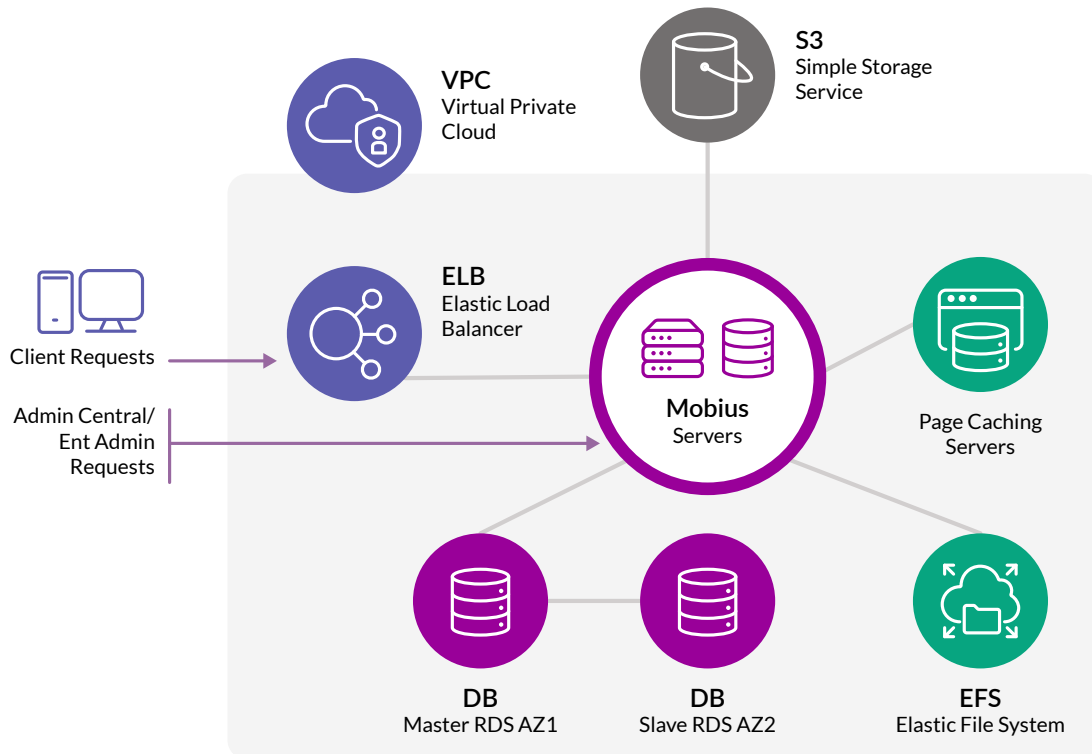 S3
Simple Storage
Service
VPC
Virtual Private
Cloud
ELB
Elastic Load
Balancer
Client Requests
Admin Central/
Ent Admin
Requests
Mobius
Servers
Page Caching
Servers
DB
Master RDS AZ1
DB
Slave RDS AZ2
EFS
Elastic File System